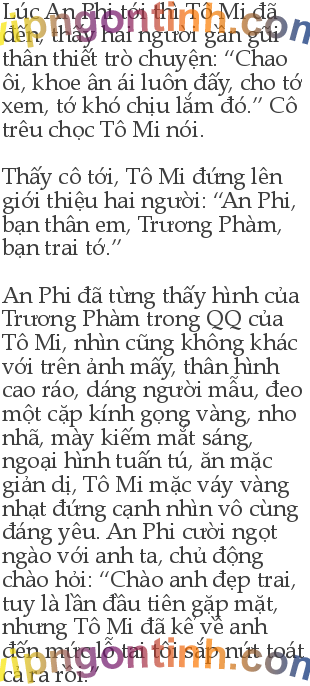 Lúc An Phi tới thì Tô Mi đã
đến, thấy hai người gần gũi
thân thiết trò chuyện: “Chao
ôi, khoe ân ái luôn đấy, cho tớ
xem, tớ khó chịu lắm đó.” Cô
trêu chọc Tô Mi nói.
Thấy cô tới, Tô Mi đứng lên
giới thiệu hai người: “An Phi,
bạn thân em, Trương Phàm,
bạn trai tớ.”
An Phi đã từng thấy hình của
Trương Phàm trong QQ của
Tô Mi, nhìn cũng không khác
với trên ảnh mấy, thân hình
cao ráo, dáng người mẫu, đeo
một cặp kính gọng vàng, nho
nhã, mày kiếm mắt sáng,
ngoại hình tuấn tú, ăn mặc
giản dị, Tô Mi mặc váy vàng
nhạt đứng cạnh nhìn vô cùng
đáng yêu. An Phi cười ngọt
ngào với anh ta, chủ động
chào hỏi: “Chào anh đẹp trai,
tuy là lần đầu tiên gặp mặt,
nhưng Tô Mi đã kể về anh
đến mức lỗ tai tôi sắp nứt toát
cả ra rồi.
vpngontinh.com